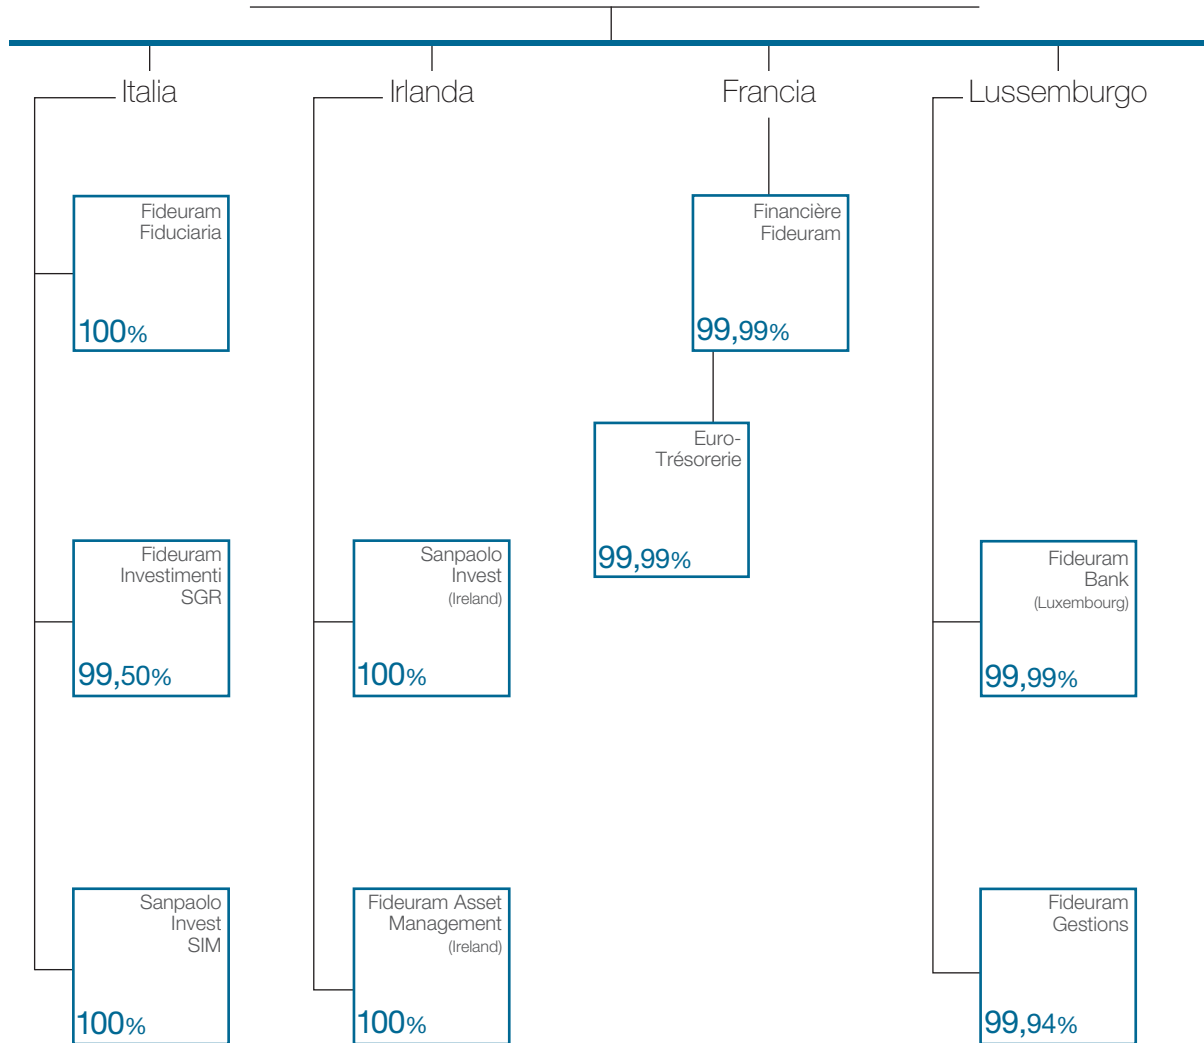 Italia
Irlanda
Francia
Lussemburgo
Fideuram
Fiduciaria
100%
Financière
Fideuram
99,99%
Euro-
Trésorerie
99,99%
Fideuram
Investimenti
SGR
99,50%
Sanpaolo
Invest
(Ireland)
100%
Fideuram
Bank
(Luxembourg)
99,99%
Sanpaolo
Invest
SIM
100%
Fideuram Asset
Management
(Ireland)
100%
Fideuram
Gestions
99,94%